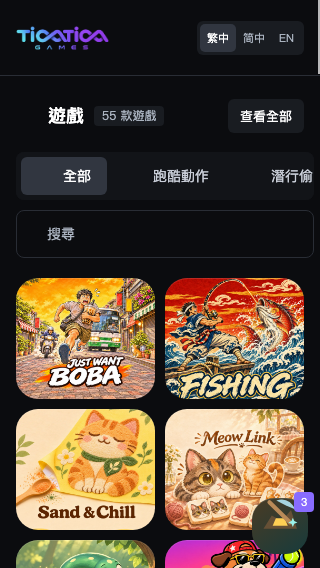 TICATICA
GAMES
繁中 简中 EN
遊戲 55 款遊戲 查看全部
全部 跑酷動作 潛行偷
搜尋
JUST WANT
BOBA
FISHING
Sand & Chill
Meow Link
3